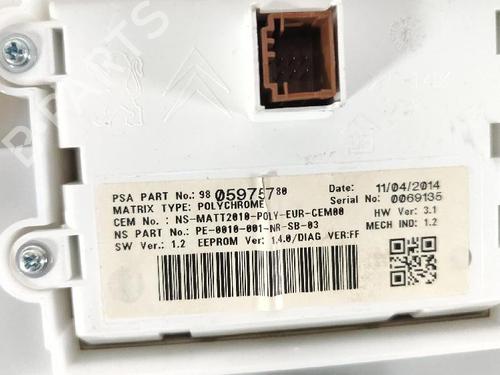 B-PARTS
PSA PART No.: 98 05975780 Date: 11/04/2014
MATRIX TYPE: POLYCHROME Serial No: 0069135
CEM No.: NS-MATT2010-POLY-EUR-CEM00 HW Ver: 3.1
NS PART No.: PE-0010-001-NR-SB-03 MECH IND: 1.2
SW Ver.: 1.2 EEPROM Ver: 1.4.0/DIAG VER:FF